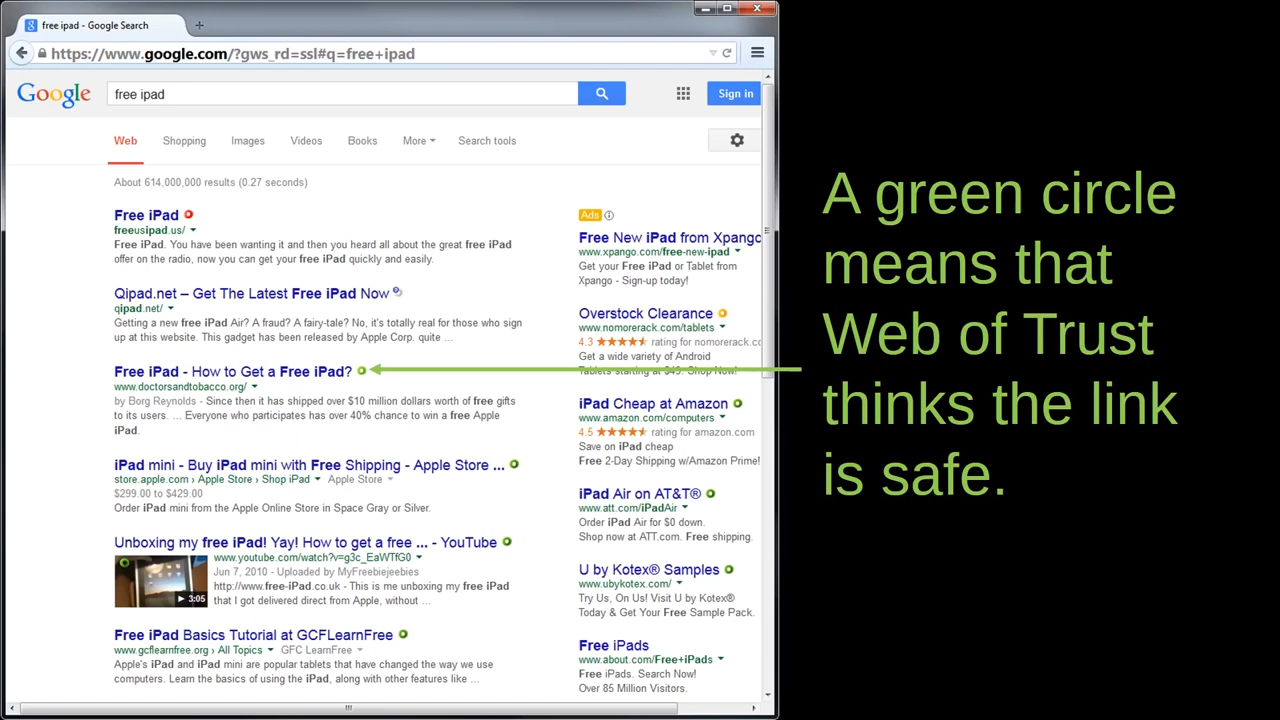 free ipad - Google Search
https://www.google.com/?gws_rd=ssl#q=free+ipad
Google
free ipad
Sign in
Web
Shopping
Images
Videos
Books
More
Search tools
About 614,000,000 results (0.27 seconds)
Free iPad
freeusipad.us/
Free iPad. You have been wanting it and then you heard all about the great free iPad
offer on the radio, now you can get your free iPad quickly and easily.
Qipad.net – Get The Latest Free iPad Now
qipad.net/
Getting a new free iPad Air? A fraud? A fairy-tale? No, it's totally real for those who sign
up at this website. This gadget has been released by Apple Corp. quite ...
Free iPad - How to Get a Free iPad?
www.doctorsandtobacco.org/
by Borg Reynolds - Since then it has shipped over $10 million dollars worth of free gifts
to its users. ... Everyone who participates has over 40% chance to win a free Apple
iPad.
iPad mini - Buy iPad mini with Free Shipping - Apple Store ...
store.apple.com › Apple Store › Shop iPad Apple Store
$299.00 to $429.00
Order iPad mini from the Apple Online Store in Space Gray or Silver.
Unboxing my free iPad! Yay! How to get a free ... - YouTube
3:05
www.youtube.com/watch?v=g3c_EaWTfG0
Jun 7, 2010 - Uploaded by MyFreebiejeebies
http://www.free-iPad.co.uk - This is me unboxing my free iPad
that I got delivered direct from Apple, without ...
Free iPad Basics Tutorial at GCFLearnFree
www.gcflearnfree.org › All Topics GFC LearnFree
Apple's iPad and iPad mini are popular tablets that have changed the way we use
computers. Learn the basics of using the iPad, along with other features like ...
Ads
Free New iPad from Xpango
www.xpango.com/free-new-ipad
Get your Free iPad or Tablet from
Xpango - Sign-up today!
Overstock Clearance
www.nomorerack.com/tablets
4.3 rating for nomorerack.co
Get a wide variety of Android
Tablets starting at $49. Shop Now!
iPad Cheap at Amazon
www.amazon.com/computers
4.5 rating for amazon.com
Save on iPad cheap
Free 2-Day Shipping w/Amazon Prime!
iPad Air on AT&T®
www.att.com/iPadAir
Order iPad Air for $0 down.
Shop now at ATT.com. Free shipping.
U by Kotex® Samples
www.ubykotex.com/
Try Us, On Us! Visit U by Kotex®
Today & Get Your Free Sample Pack.
Free iPads
www.about.com/Free+iPads
Free iPads. Search Now!
Over 85 Million Visitors.
A green circle
means that
Web of Trust
thinks the link
is safe.